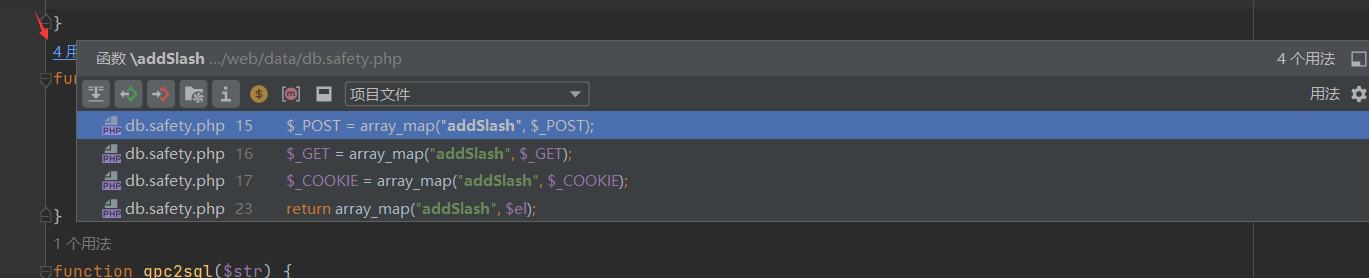 }
4 用
函数 \addSlash .../web/data/db.safety.php 4 个用法
fun
项目文件 用法
db.safety.php 15 $_POST = array_map("addSlash", $_POST);
db.safety.php 16 $_GET = array_map("addSlash", $_GET);
db.safety.php 17 $_COOKIE = array_map("addSlash", $_COOKIE);
db.safety.php 23 return array_map("addSlash", $el);
}
1 个用法
function gpc2sql($str) {